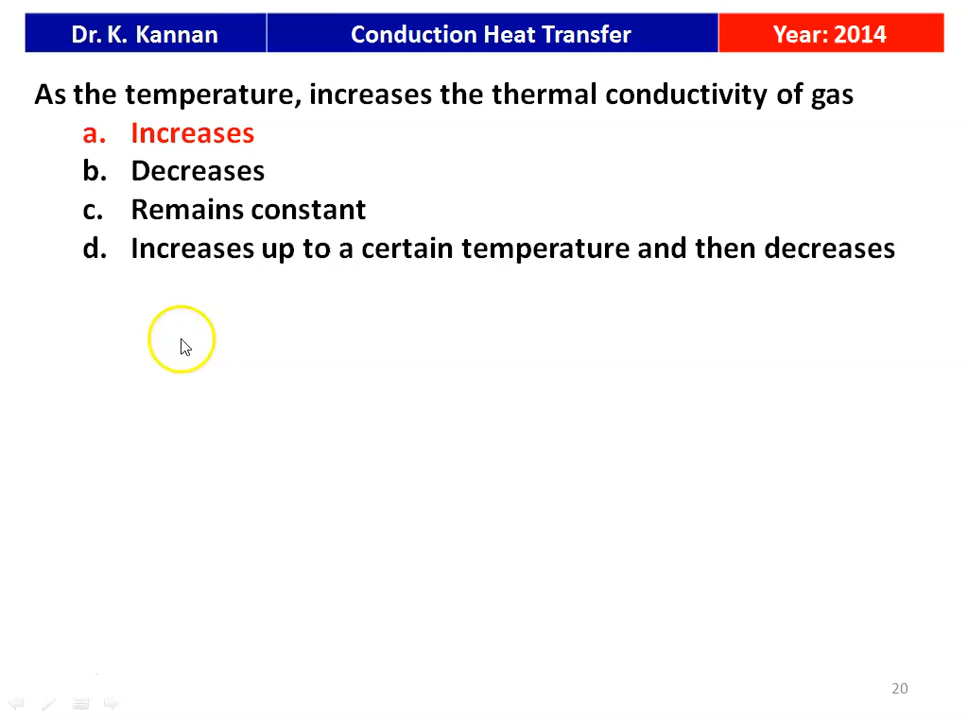 Dr. K. Kannan Conduction Heat Transfer Year: 2014
As the temperature, increases the thermal conductivity of gas
a. Increases
b. Decreases
c. Remains constant
d. Increases up to a certain temperature and then decreases
20